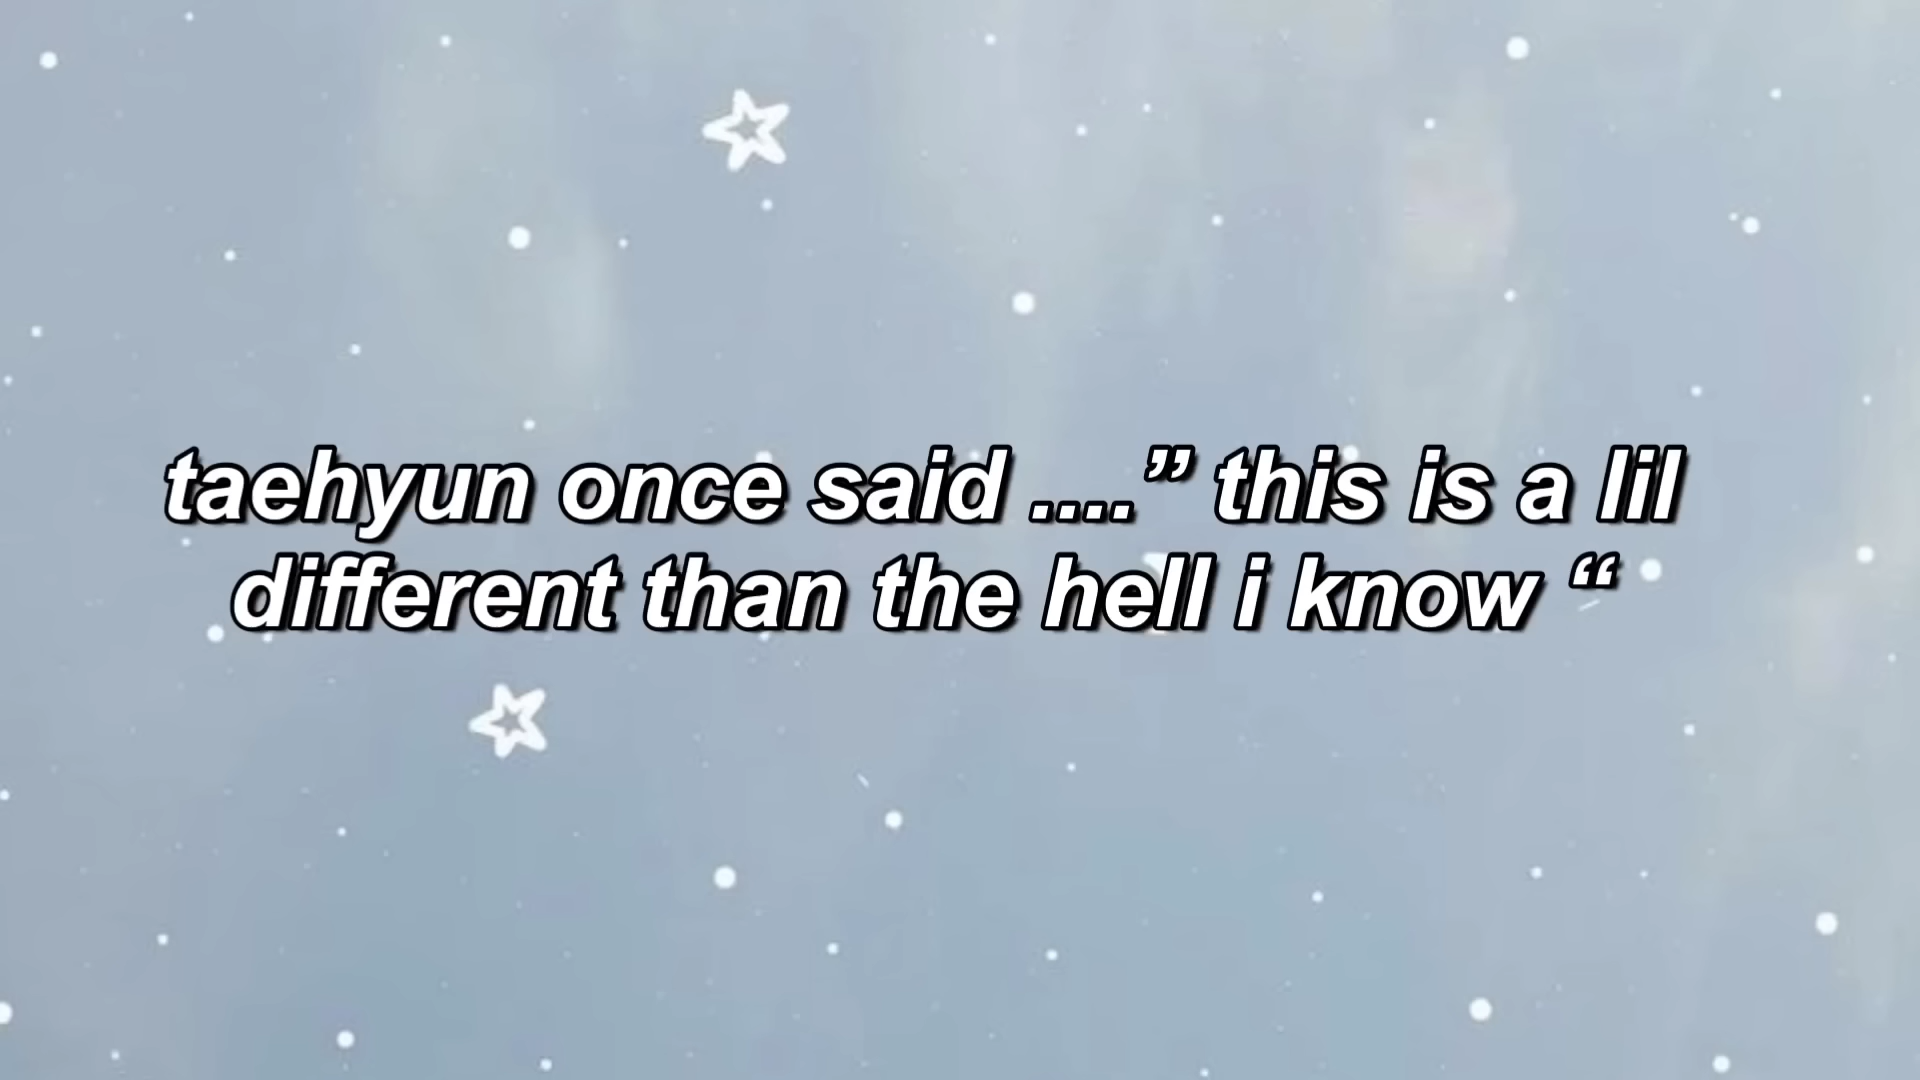 taehyun once said ....” this is a lil
different than the hell i know “